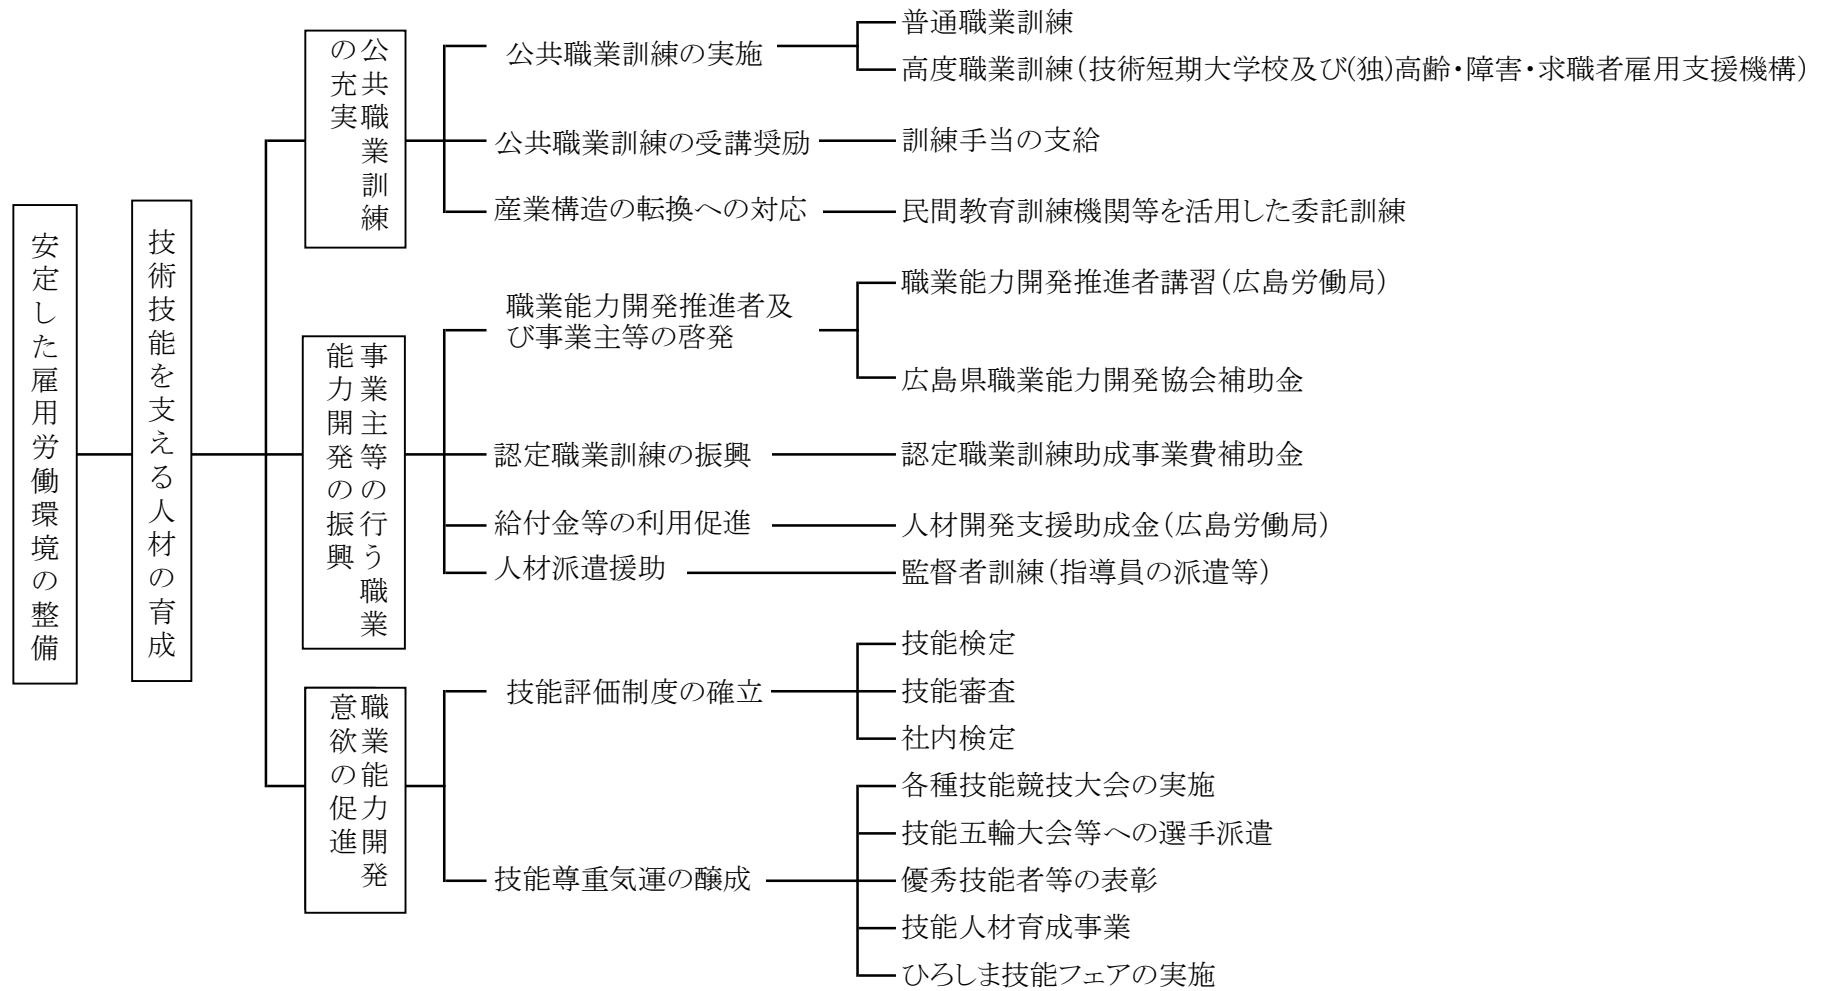 安定した雇用労働環境の整備
技術技能を支える人材の育成
公共職業訓練
の充実
公共職業訓練の実施
普通職業訓練
高度職業訓練(技術短期大学校及び(独)高齢・障害・求職者雇用支援機構)
公共職業訓練の受講奨励
訓練手当の支給
産業構造の転換への対応
民間教育訓練機関等を活用した委託訓練
事業主等の行う職業
能力開発の振興
職業能力開発推進者及
び事業主等の啓発
職業能力開発推進者講習(広島労働局)
広島県職業能力開発協会補助金
認定職業訓練の振興
認定職業訓練助成事業費補助金
給付金等の利用促進
人材開発支援助成金(広島労働局)
人材派遣援助
監督者訓練(指導員の派遣等)
職業能力開発
意欲の促進
技能評価制度の確立
技能検定
技能審査
社内検定
技能尊重気運の醸成
各種技能競技大会の実施
技能五輪大会等への選手派遣
優秀技能者等の表彰
技能人材育成事業
ひろしま技能フェアの実施